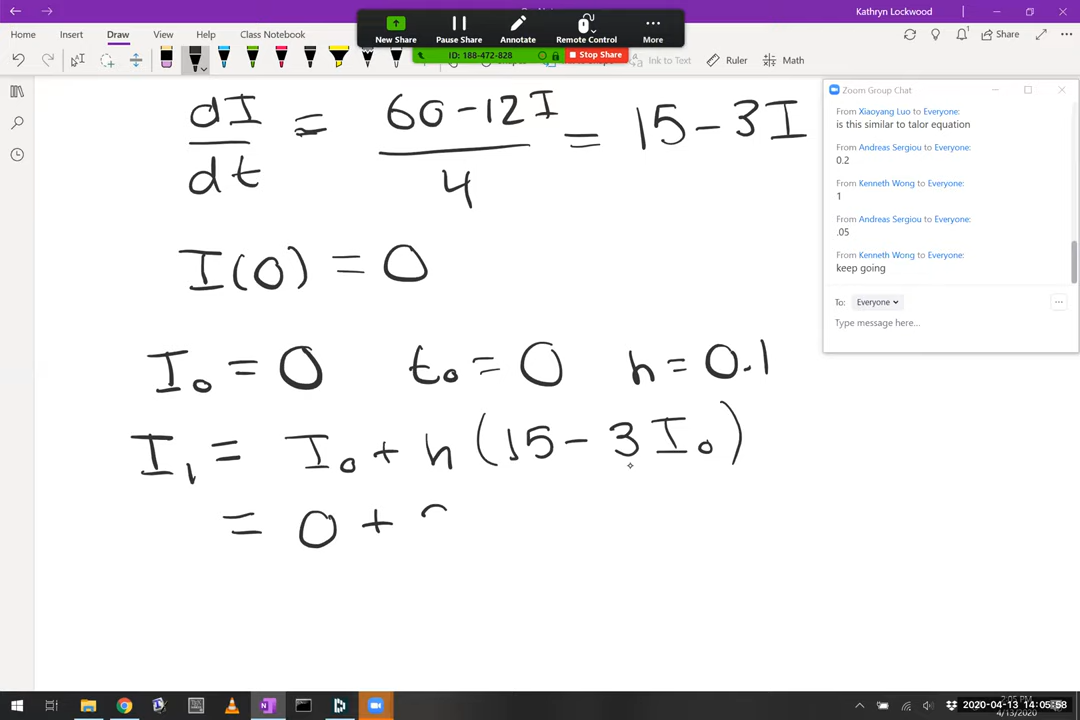 Kathryn Lockwood
New Share
Pause Share
Annotate
Remote Control
More
ID: 188-472-828
Stop Share
Home
Insert
Draw
View
Help
Class Notebook
Share
Ink to Text
Ruler
Math
dI/dt = (60 - 12I)/4 = 15 - 3I
I(0) = 0
I₀ = 0 t₀ = 0 h = 0.1
I₁ = I₀ + h (15 - 3I₀)
= 0 +
Zoom Group Chat
From Xiaoyang Luo to Everyone:
is this similar to talor equation
From Andreas Sergiou to Everyone:
0.2
From Kenneth Wong to Everyone:
1
From Andreas Sergiou to Everyone:
.05
From Kenneth Wong to Everyone:
keep going
To: Everyone
Type message here...
2020-04-13 14:05:58